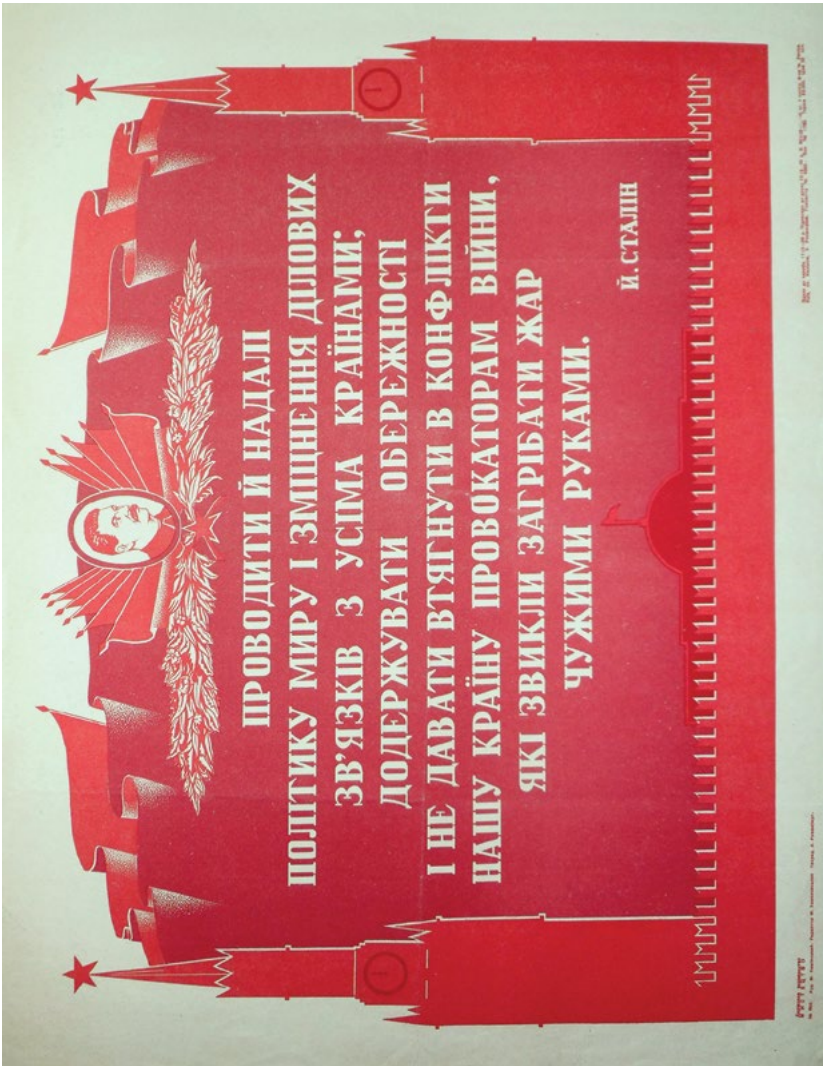 ПРОВОДИТИ Й НАДАЛІ
ПОЛІТИКУ МИРУ І ЗМІЦНЕННЯ ДІЛОВИХ
ЗВ'ЯЗКІВ З УСІМА КРАЇНАМИ;
ДОДЕРЖУВАТИ ОБЕРЕЖНОСТІ
І НЕ ДАВАТИ ВТЯГНУТИ В КОНФЛІКТИ
НАШУ КРАЇНУ ПРОВОКАТОРАМ ВІЙНИ,
ЯКІ ЗВИКЛИ ЗАГРІБАТИ ЖАР
ЧУЖИМИ РУКАМИ.
Й. СТАЛІН